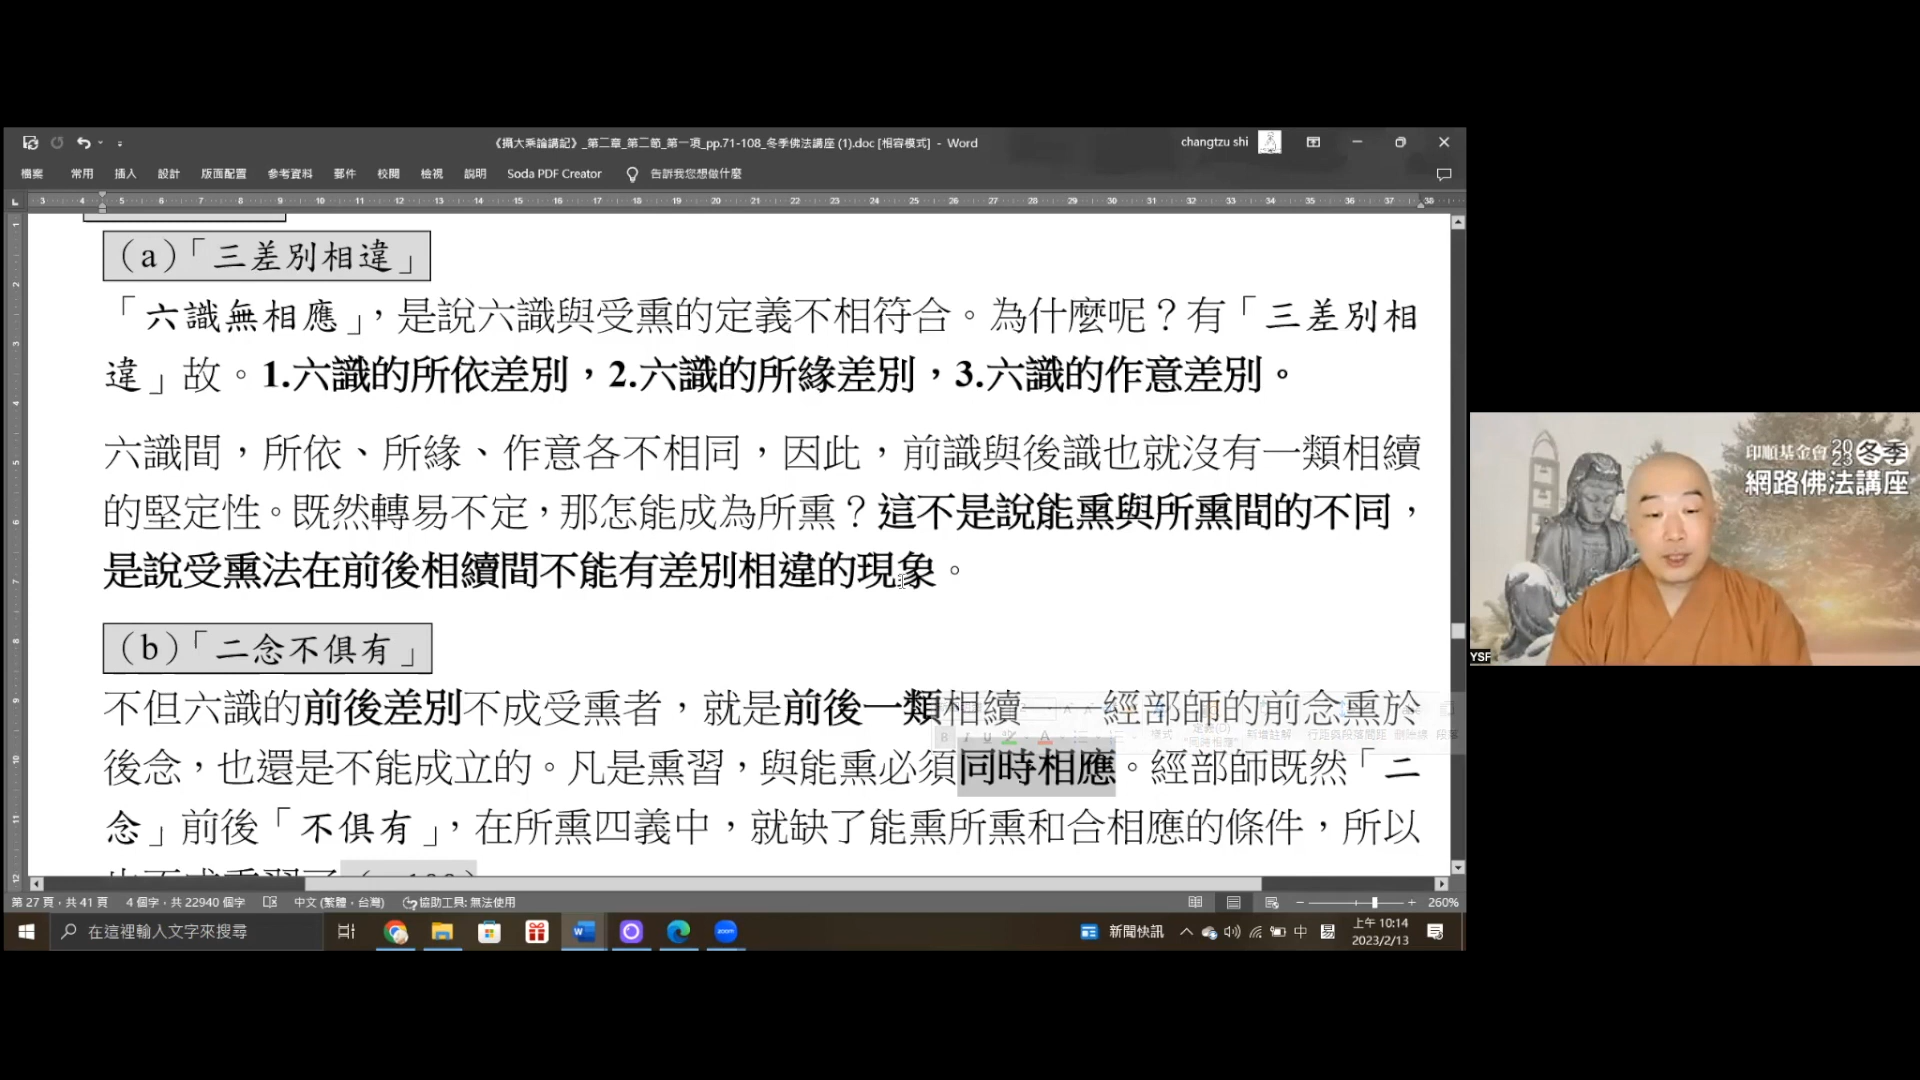 《攝大乘論講記》_第二章_第二節_第一項_pp.71-108_冬季佛法講座 (1).doc [相容模式] - Word
changtzu shi
檔案 常用 插入 設計 版面配置 參考資料 郵件 校閱 檢視 說明 Soda PDF Creator 告訴我您想做什麼
(a)「三差別相違」
「六識無相應」，是說六識與受熏的定義不相符合。為什麼呢？有「三差別相
違」故。1.六識的所依差別，2.六識的所緣差別，3.六識的作意差別。
六識間，所依、所緣、作意各不相同，因此，前識與後識也就沒有一類相續
的堅定性。既然轉易不定，那怎能成為所熏？這不是說能熏與所熏間的不同，
是說受熏法在前後相續間不能有差別相違的現象。
(b)「二念不俱有」
不但六識的前後差別不成受熏者，就是前後一類相續 經部師的前念熏於
後念，也還是不能成立的。凡是熏習，與能熏必須同時相應。經部師既然「二
念」前後「不俱有」，在所熏四義中，就缺了能熏所熏和合相應的條件，所以
印順基金會 2023 冬季
網路佛法講座
YSF
第 27 頁，共 41 頁 4 個字，共 22940 個字 中文 (繁體，台灣) 協助工具: 無法使用 260%
在這裡輸入文字來搜尋
新聞快訊
中
上午 10:14
2023/2/13